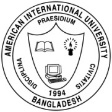 AMERICAN INTERNATIONAL UNIVERSITY
PRAESIDIUM
DISCIPLINA
CIVITATIS
1994
BANGLADESH